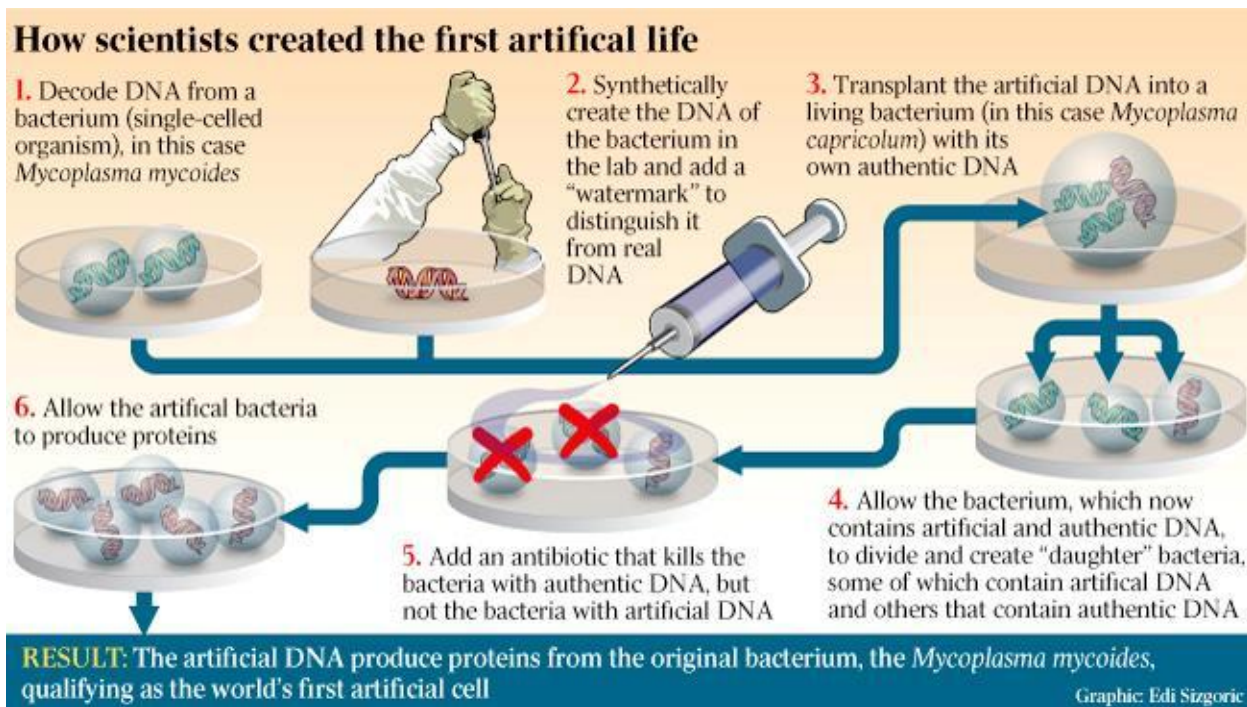 How scientists created the first artifical life
1. Decode DNA from a
bacterium (single-celled
organism), in this case
Mycoplasma mycoides
2. Synthetically
create the DNA of
the bacterium in
the lab and add a
“watermark” to
distinguish it
from real
DNA
3. Transplant the artificial DNA into a
living bacterium (in this case Mycoplasma
capricolum) with its
own authentic DNA
4. Allow the bacterium, which now
contains artificial and authentic DNA,
to divide and create “daughter” bacteria,
some of which contain artifical DNA
and others that contain authentic DNA
5. Add an antibiotic that kills the
bacteria with authentic DNA, but
not the bacteria with artificial DNA
6. Allow the artifical bacteria
to produce proteins
RESULT: The artificial DNA produce proteins from the original bacterium, the Mycoplasma mycoides,
qualifying as the world’s first artificial cell
Graphic: Edi Sizgoric